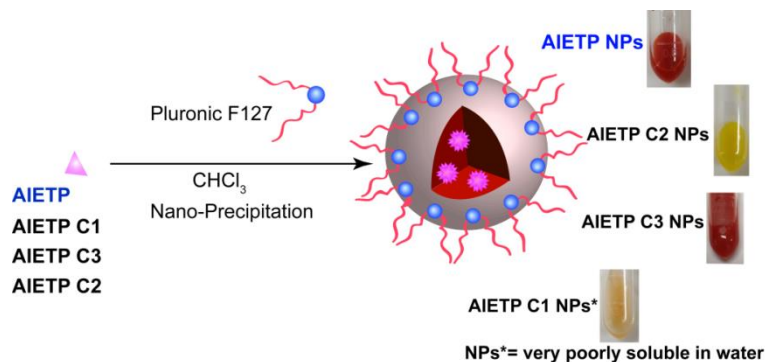 AIETP NPs
Pluronic F127
AIETP C2 NPs
CHCl3
Nano-Precipitation
AIETP
AIETP C1
AIETP C3
AIETP C2
AIETP C3 NPs
AIETP C1 NPs*
NPs*= very poorly soluble in water